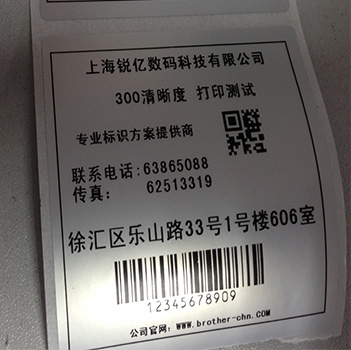 上海锐亿数码科技有限公司
300清晰度 打印测试
专业标识方案提供商
联系电话:63865088
传真: 62513319
徐汇区乐山路33号1号楼606室
12345678909
公司官网:www.brother-chn.com